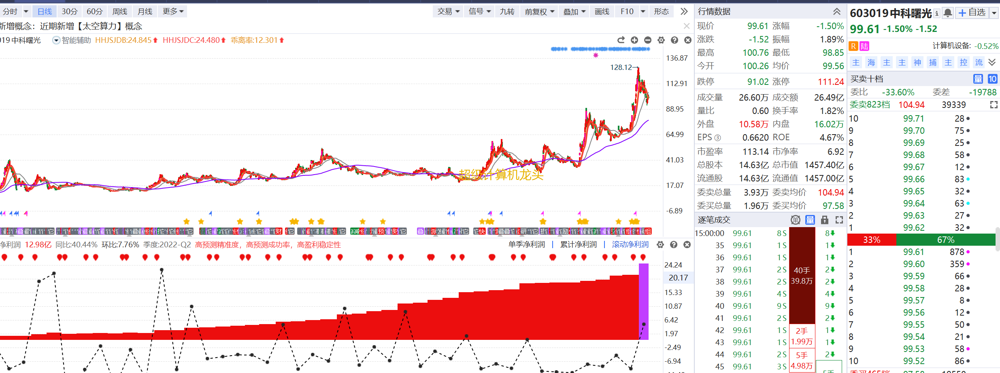 分时 日线 30分 60分 周线 月线 更多 交易 信号 九转 前复权 叠加 画线 F10 形态
新增概念：近期新增【太空算力】概念
019 中科曙光 智能辅助 HHJSJDB:24.845 HHJSJDC:24.480 乖离率:12.301
136.87
128.12
112.91
88.95
64.99
41.03
超级计算机龙头
17.07
-6.89
净利润 12.98亿 同比:40.44% 环比:7.76% 季度:2022-Q2 高预测精准度，高预测成功率，高盈利稳定性 单季净利润 累计净利润 滚动净利润
24.24
20.17
15.33
10.87
6.42
1.97
-2.49
-6.94
行情数据
现价 99.61 涨幅 -1.50%
涨跌 -1.52 振幅 1.89%
最高 100.76 最低 98.85
今开 100.26 均价 99.56
跌停 91.02 涨停 111.24
成交量 26.60万 成交额 26.49亿
量比 0.60 换手率 1.82%
外盘 10.58万 内盘 16.02万
EPS③ 0.6620 ROE 4.67%
市盈率 113.14 市净率 6.92
总股本 14.63亿 总市值 1457.40亿
流通股 14.63亿 流通值 1457.00亿
委卖总量 3.93万 委卖均价 104.94
委买总量 1.96万 委买均价 97.58
逐笔成交 单 量
15:00:00 99.61 8 S 8
35 99.61 1 S 1
36 99.61 1 S 1
37 99.61 2 S 2
38 99.61 2 S 2
39 99.61 4 S 4
40 99.61 9 S 9
41 99.61 2 S 2
42 99.61 1 S 1
43 99.61 1 S 1
44 99.61 2 S 2
45 99.61 3 S
40手
39.8万
2手
1.99万
5手
4.98万
603019 中科曙光 自选
99.61 -1.50% -1.52
R 陆 计算机设备: -0.52%
主 海 主 主 神 捕 主 控 流
买卖十档 量 10
委比 -33.60% 委差 -19788
委卖823档 104.94 39339
10 99.71 28
9 99.70 75
8 99.69 25
7 99.68 58
6 99.67 12
5 99.66 83
4 99.65 32
3 99.64 63
2 99.63 27
1 99.62 32
33% 67%
1 99.61 878
2 99.60 359
3 99.59 66
4 99.58 28
5 99.57 8
6 99.56 12
7 99.55 50
8 99.54 21
9 99.53 58
10 99.52 86